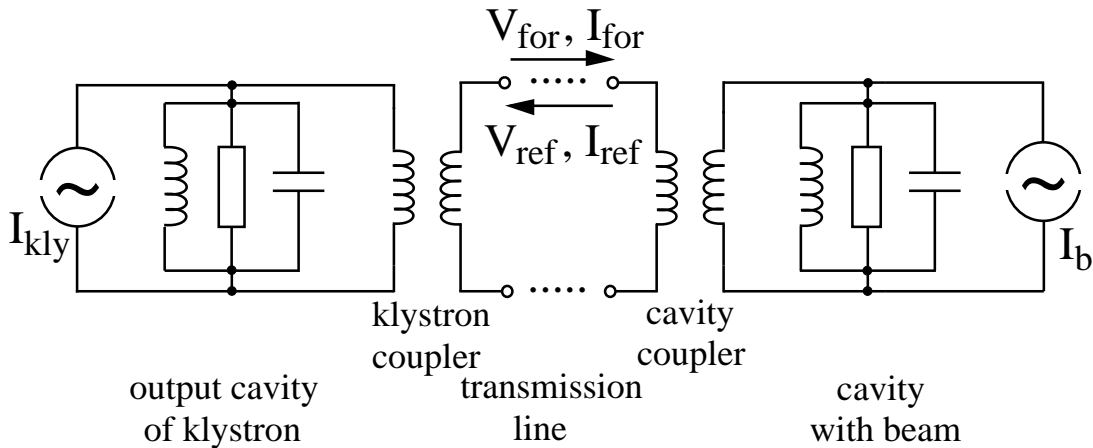 V_for, I_for
V_ref, I_ref
~
~
I_kly
I_b
klystron
coupler
cavity
coupler
output cavity
of klystron
transmission
line
cavity
with beam